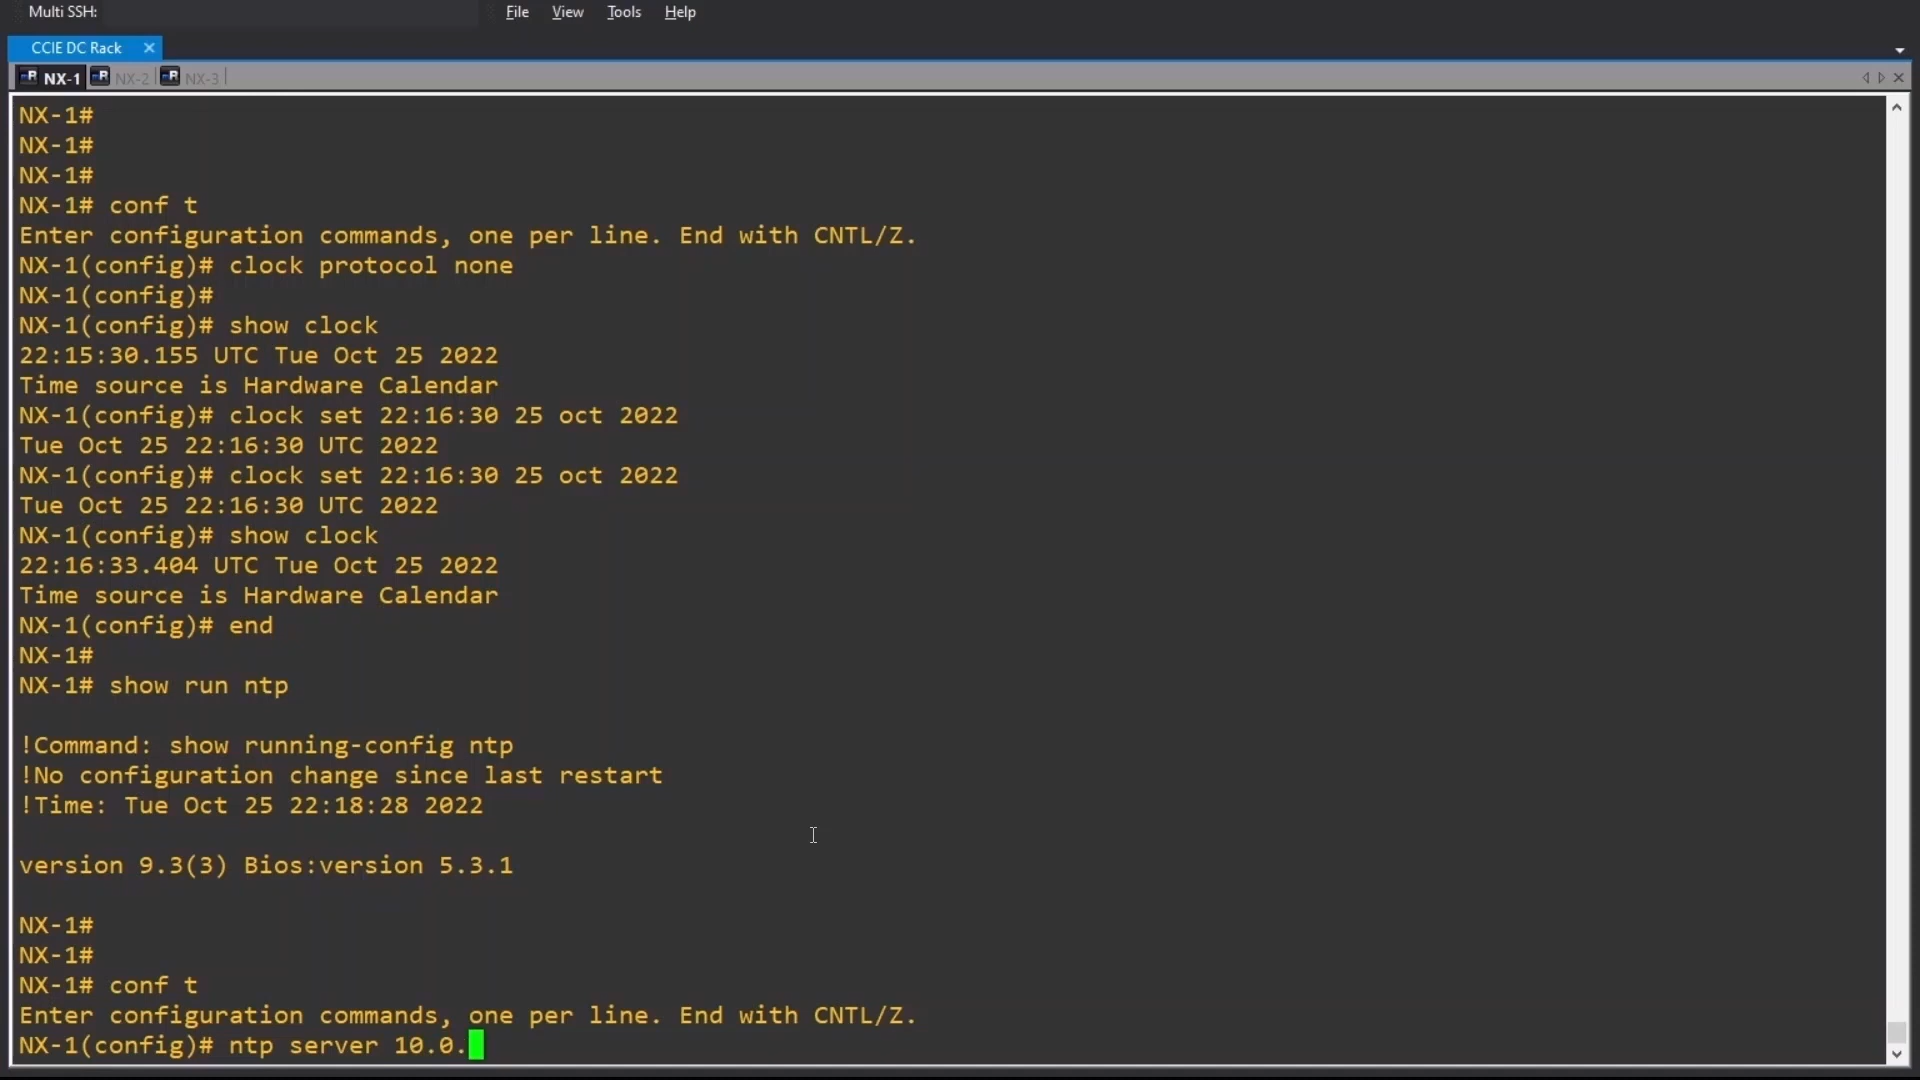 Multi SSH:
File View Tools Help
CCIE DC Rack
NX-1 NX-2 NX-3
NX-1#
NX-1#
NX-1#
NX-1# conf t
Enter configuration commands, one per line. End with CNTL/Z.
NX-1(config)# clock protocol none
NX-1(config)#
NX-1(config)# show clock
22:15:30.155 UTC Tue Oct 25 2022
Time source is Hardware Calendar
NX-1(config)# clock set 22:16:30 25 oct 2022
Tue Oct 25 22:16:30 UTC 2022
NX-1(config)# clock set 22:16:30 25 oct 2022
Tue Oct 25 22:16:30 UTC 2022
NX-1(config)# show clock
22:16:33.404 UTC Tue Oct 25 2022
Time source is Hardware Calendar
NX-1(config)# end
NX-1#
NX-1# show run ntp
!Command: show running-config ntp
!No configuration change since last restart
!Time: Tue Oct 25 22:18:28 2022
version 9.3(3) Bios:version 5.3.1
NX-1#
NX-1#
NX-1# conf t
Enter configuration commands, one per line. End with CNTL/Z.
NX-1(config)# ntp server 10.0.